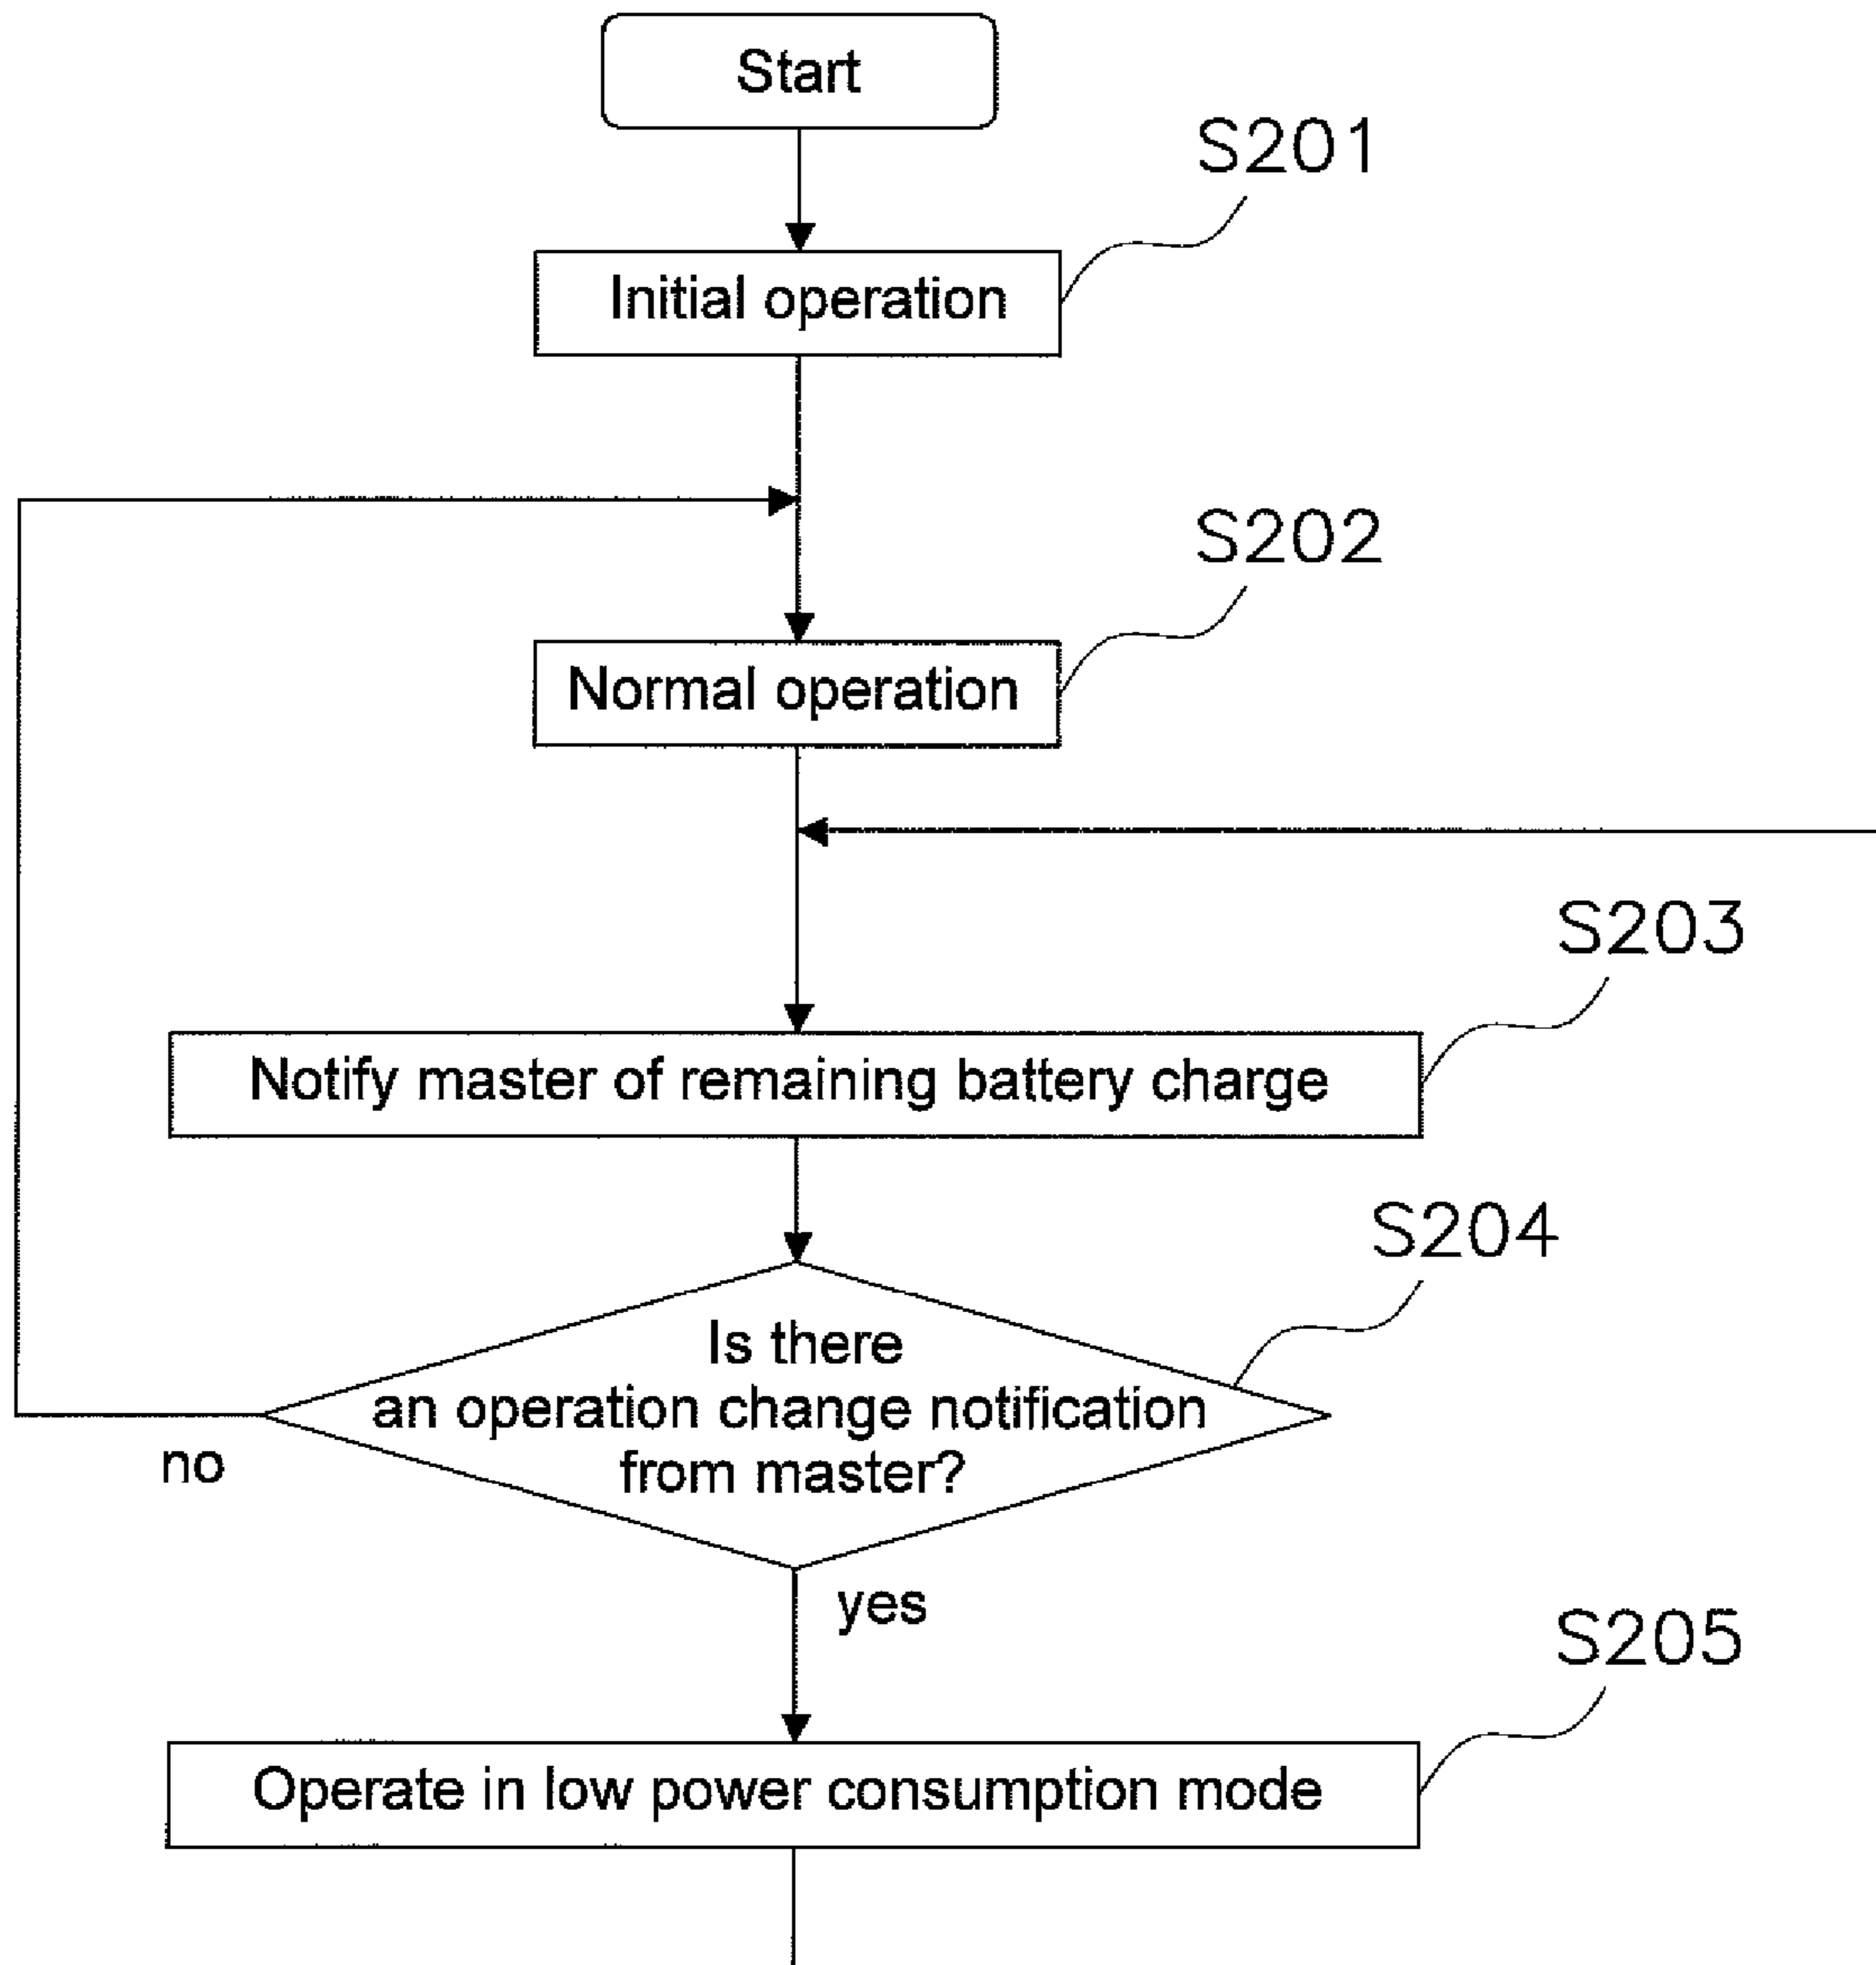 Start
S201
Initial operation
S202
Normal operation
S203
Notify master of remaining battery charge
S204
Is there
an operation change notification
from master?
no
yes
S205
Operate in low power consumption mode